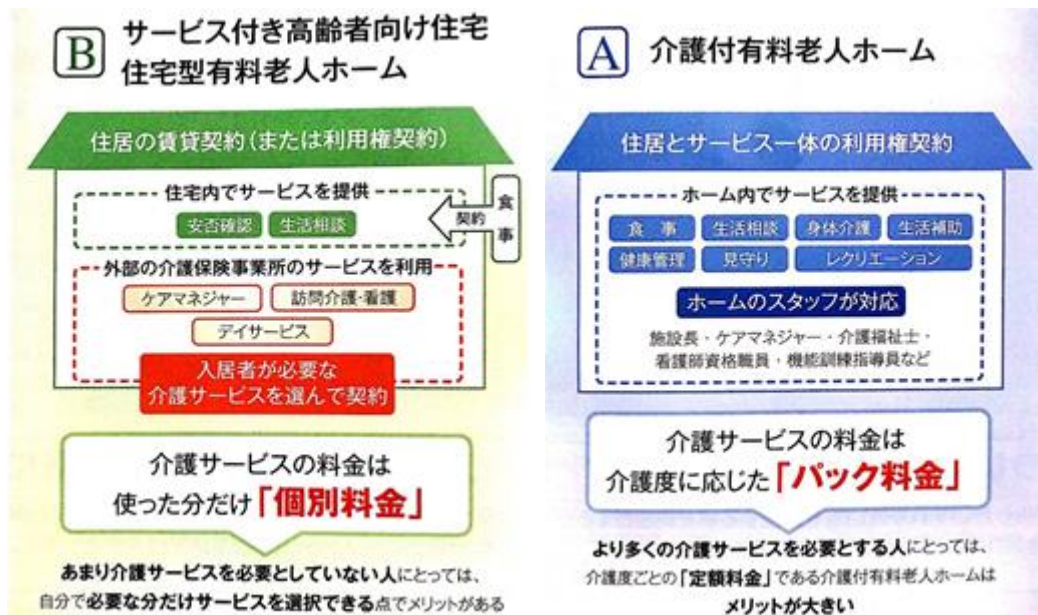 B
サービス付き高齢者向け住宅
住宅型有料老人ホーム
住居の賃貸契約(または利用権契約)
住宅内でサービスを提供
安否確認
生活相談
契約
食事
外部の介護保険事業所のサービスを利用
ケアマネジャー
訪問介護・看護
デイサービス
入居者が必要な
介護サービスを選んで契約
介護サービスの料金は
使った分だけ「個別料金」
あまり介護サービスを必要としていない人にとっては、
自分で必要な分だけサービスを選択できる点でメリットがある
A
介護付有料老人ホーム
住居とサービス一体の利用権契約
ホーム内でサービスを提供
食事
生活相談
身体介護
生活補助
健康管理
見守り
レクリエーション
ホームのスタッフが対応
施設長・ケアマネジャー・介護福祉士・
看護師資格職員・機能訓練指導員など
介護サービスの料金は
介護度に応じた「パック料金」
より多くの介護サービスを必要とする人にとっては、
介護度ごとの「定額料金」である介護付有料老人ホームは
メリットが大きい